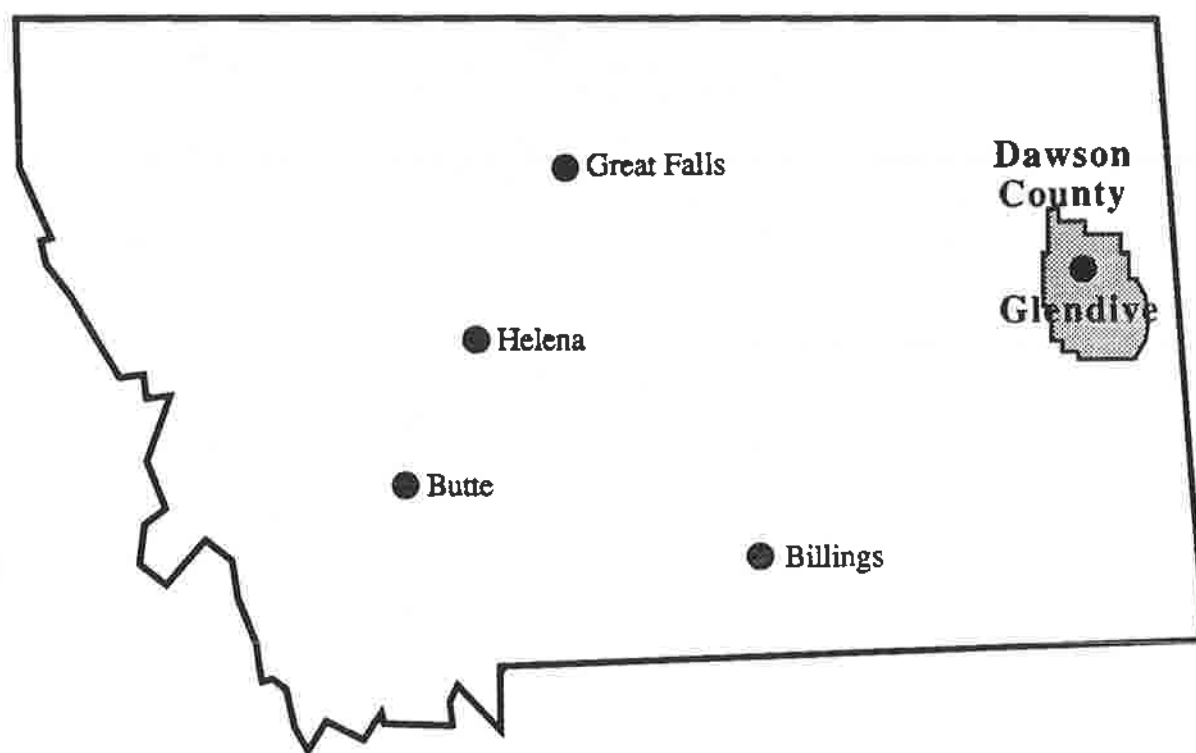 Great Falls
Dawson
County
Glendive
Helena
Butte
Billings